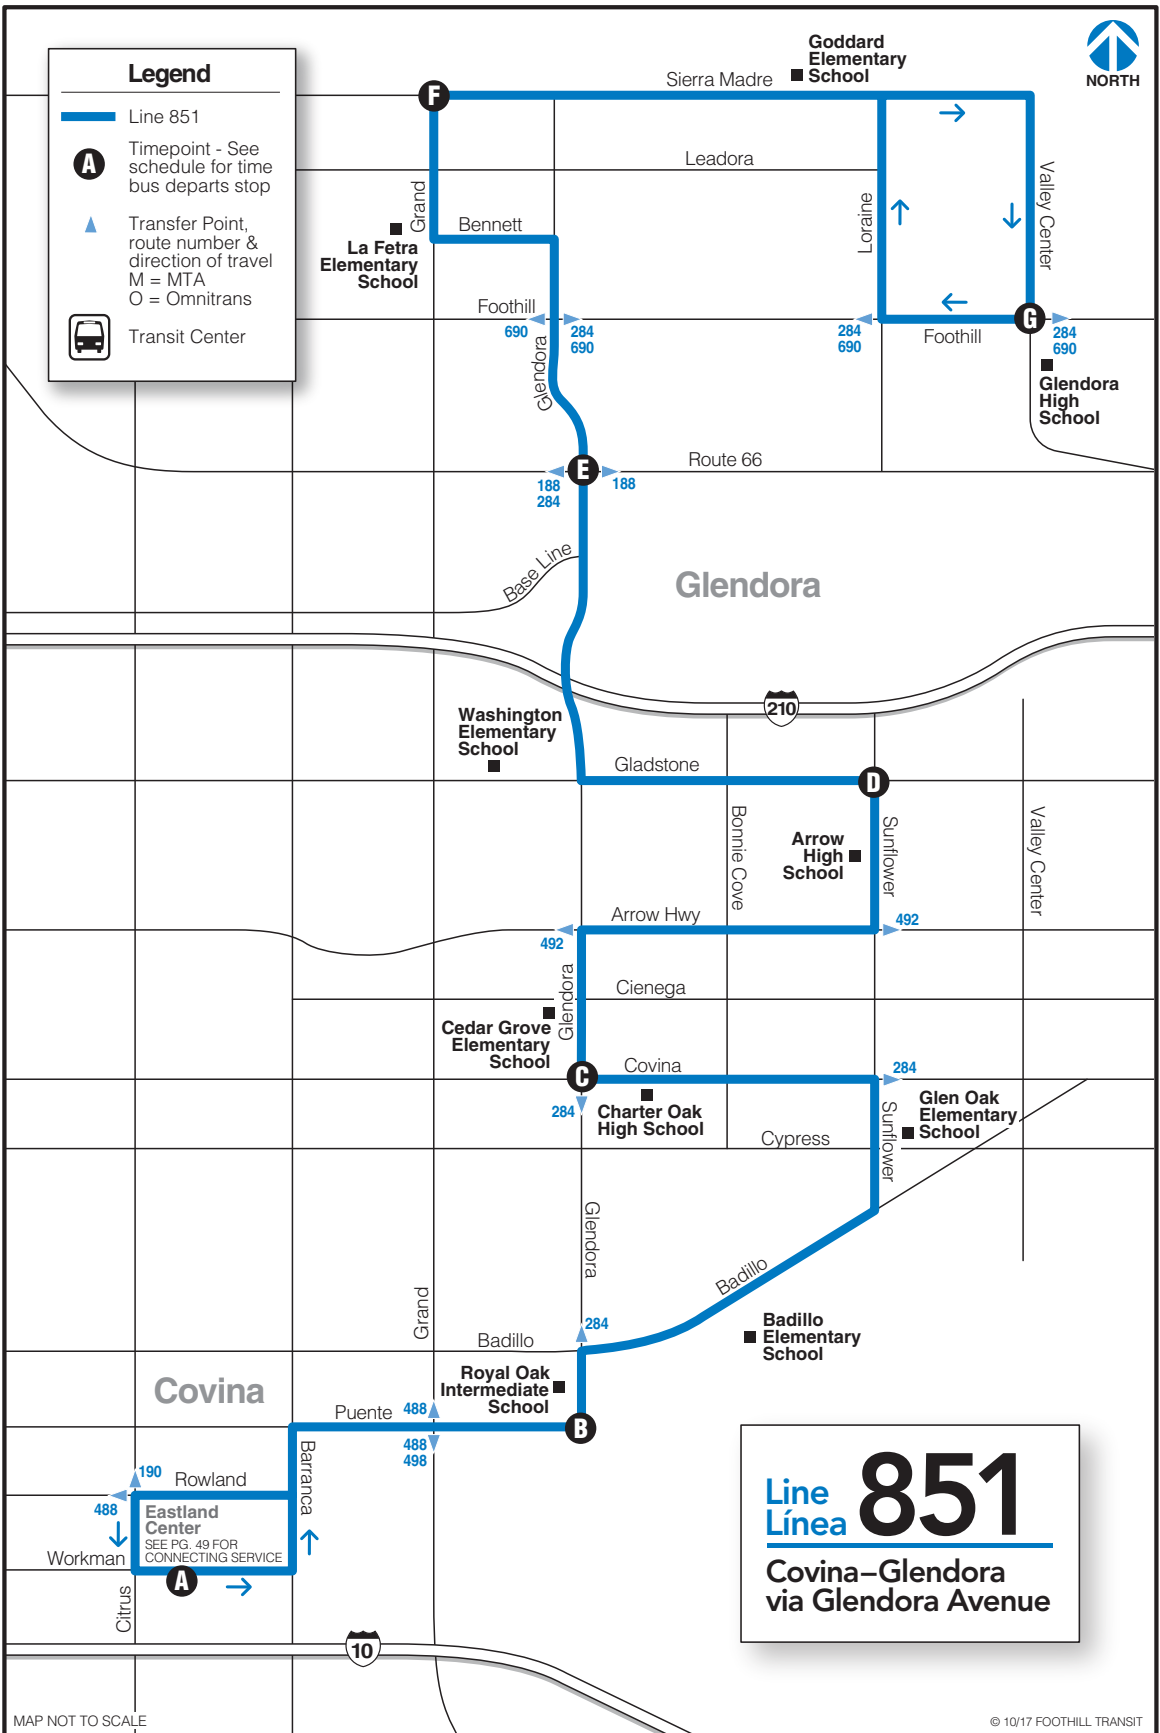 Legend
Line 851
A
Timepoint - See
schedule for time
bus departs stop
Transfer Point,
route number &
direction of travel
M = MTA
O = Omnitrans
Transit Center
Goddard
Elementary
School
NORTH
F
Sierra Madre
Leadora
Grand
Bennett
La Fetra
Elementary
School
Loraine
Valley Center
Foothill
690
284
690
Glendora
284
690
Foothill
G
284
690
Glendora
High
School
E
Route 66
188
284
188
Base Line
Glendora
210
Washington
Elementary
School
Gladstone
D
Bonnie Cove
Arrow
High
School
Sunflower
Valley Center
Arrow Hwy
492
492
Glendora
Cienega
Cedar Grove
Elementary
School
C
Covina
284
284
Charter Oak
High School
Glen Oak
Elementary
School
Sunflower
Cypress
Glendora
Badillo
Grand
284
Badillo
Badillo
Elementary
School
Royal Oak
Intermediate
School
Covina
Puente
488
488
498
B
190
Rowland
488
Barranca
Eastland
Center
SEE PG. 49 FOR
CONNECTING SERVICE
Workman
A
Citrus
10
Line
Línea
851
Covina–Glendora
via Glendora Avenue
MAP NOT TO SCALE
© 10/17 FOOTHILL TRANSIT